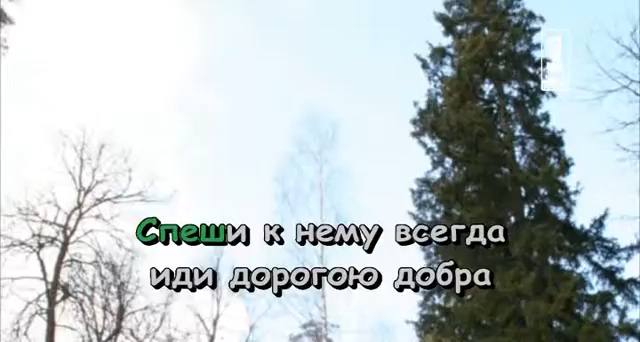 Спеши к нему всегда
иди дорогою добра